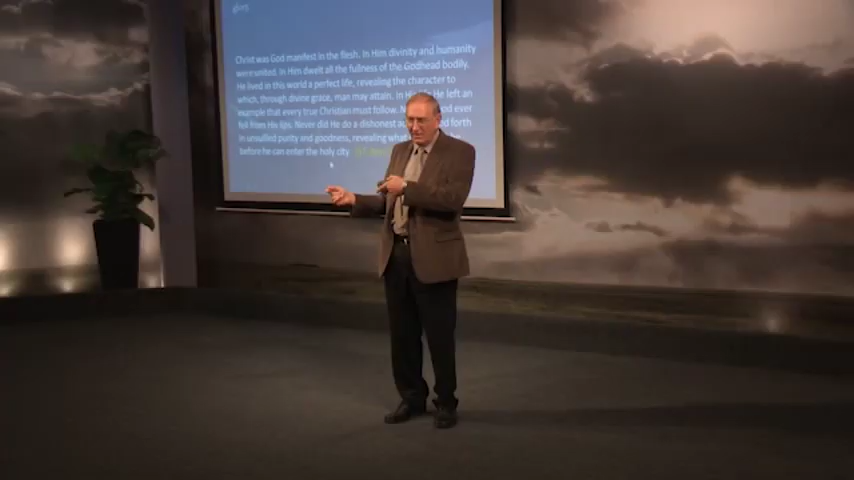 glory
Christ was God manifest in the flesh. In Him divinity and humanity
were united. In Him dwelt all the fullness of the Godhead bodily.
He lived in this world a perfect life, revealing the character to
which, through divine grace, man may attain. In He left an
example that every true Christian must follow. ed ever
fell from His lips. Never did He do a dishonest forth
in unsullied purity and goodness, revealing what
before he can enter the holy city